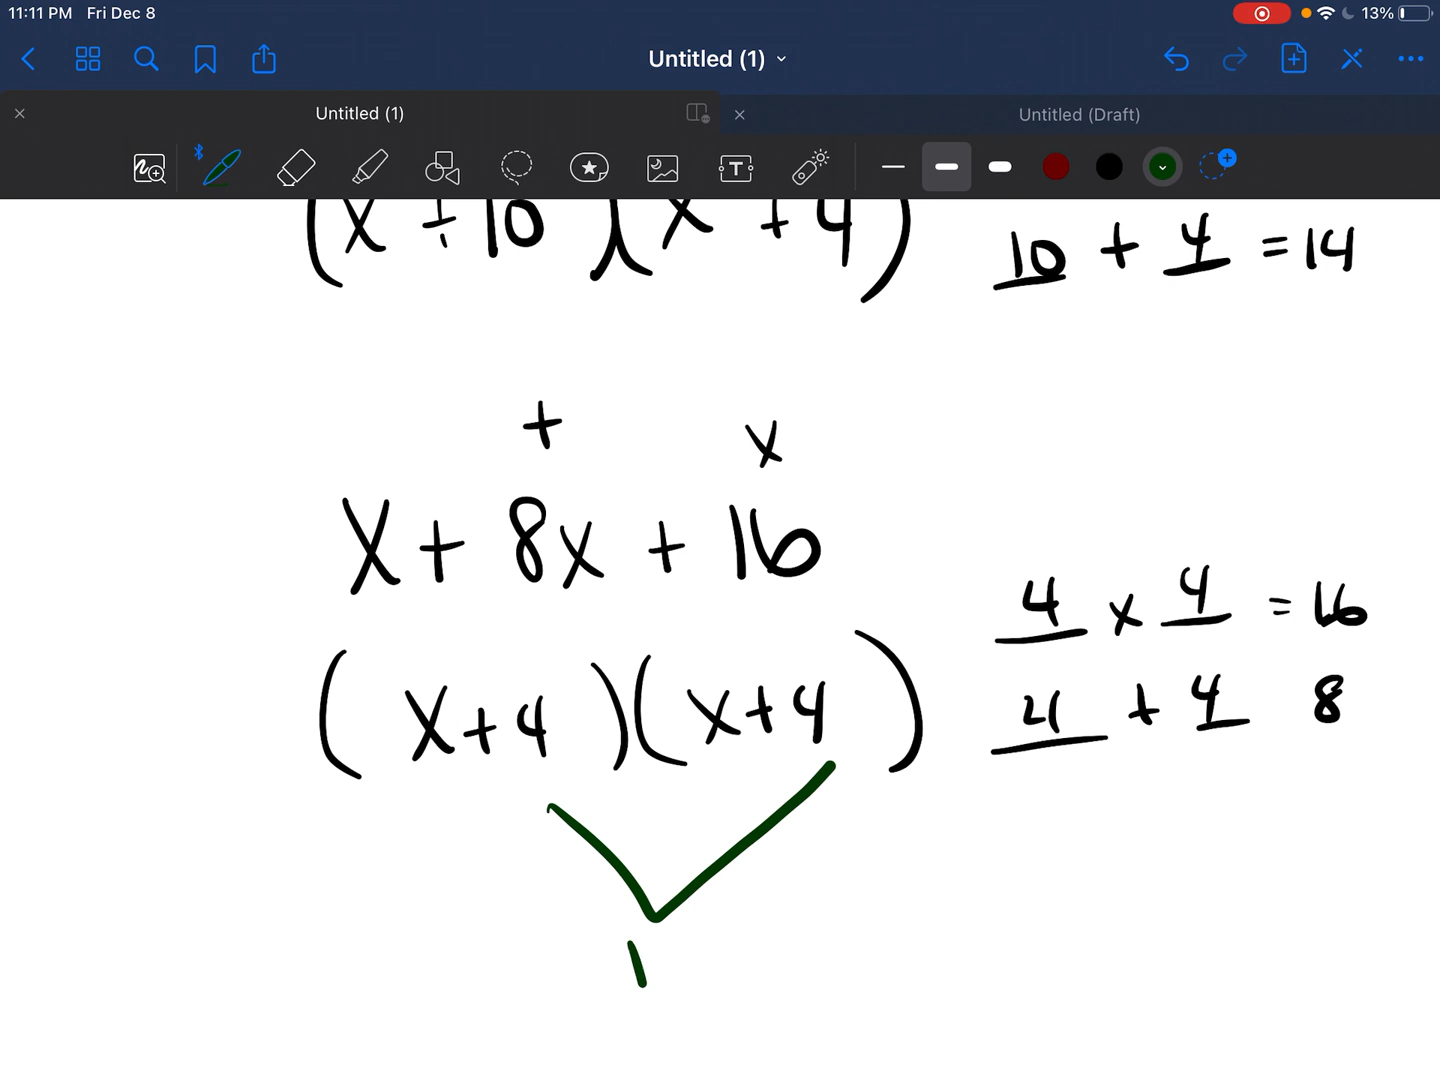 11:11 PM Fri Dec 8 13%
Untitled (1)
Untitled (1) Untitled (Draft)
T
(x + 10)(x + 4) 10 + 4 = 14
+ x
x + 8x + 16
4 x 4 = 16
(x+4)(x+4) 4 + 4 8